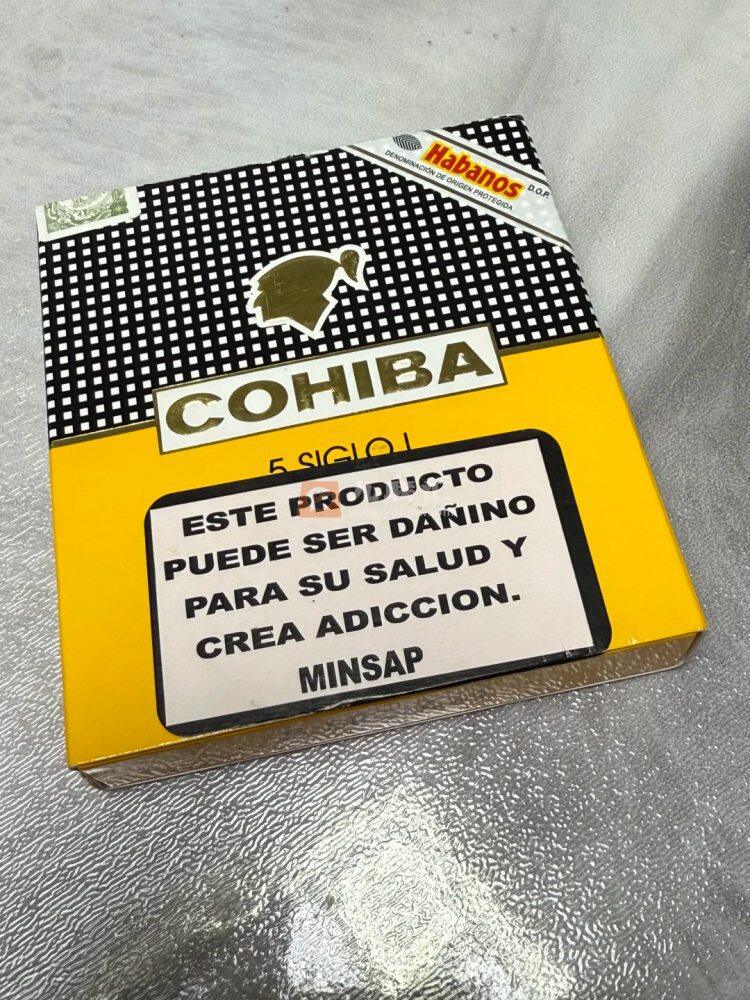 Habanos
DENOMINACIÓN DE ORIGEN PROTEGIDA
D.O.P.
COHIBA
5 SIGLO I
ESTE PRODUCTO
PUEDE SER DAÑINO
PARA SU SALUD Y
CREA ADICCION.
MINSAP